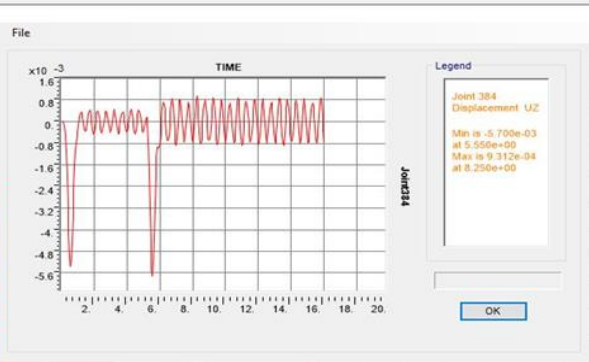 File
TIME
Legend
x10 -3
1.6
0.8
0.
-0.8
-1.6
-2.4
-3.2
-4.
-4.8
-5.6
2. 4. 6. 8. 10. 12. 14. 16. 18. 20.
Joint384
Joint 384
Displacement UZ
Min is -5.700e-03
at 5.550e+00
Max is 9.312e-04
at 8.250e+00
OK